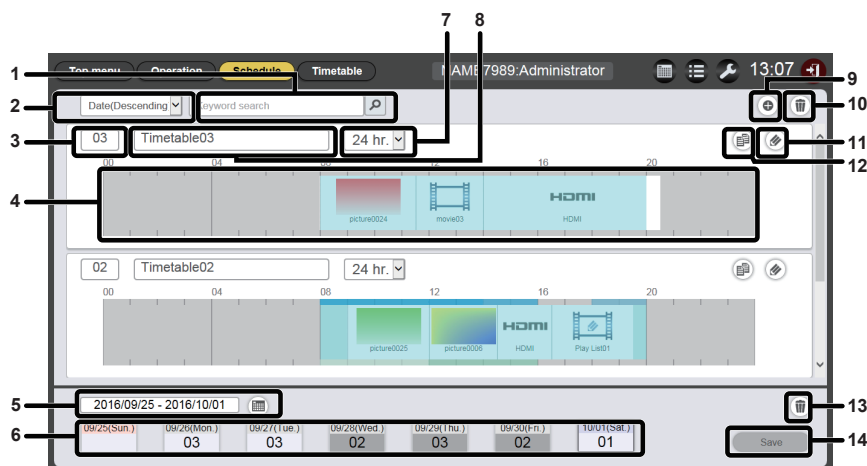 7 8
Top menu Operation Schedule Timetable NAME7989:Administrator 13:07
1 9
2 Date(Descending Keyword search 10
3 03 Timetable03 24 hr. 11
12
00 04 16 20
4 HDMI
picture0024 movie03 HDMI
02 Timetable02 24 hr.
00 04 08 12 16 20
HDMI
picture0025 picture0006 HDMI Play List01
5 2016/09/25 - 2016/10/01 13
6 09/25(Sun.) 09/26(Mon.) 09/27(Tue.) 09/28(Wed.) 09/29(Thu.) 09/30(Fri.) 10/01(Sat.)
03 03 02 03 02 01
Save 14